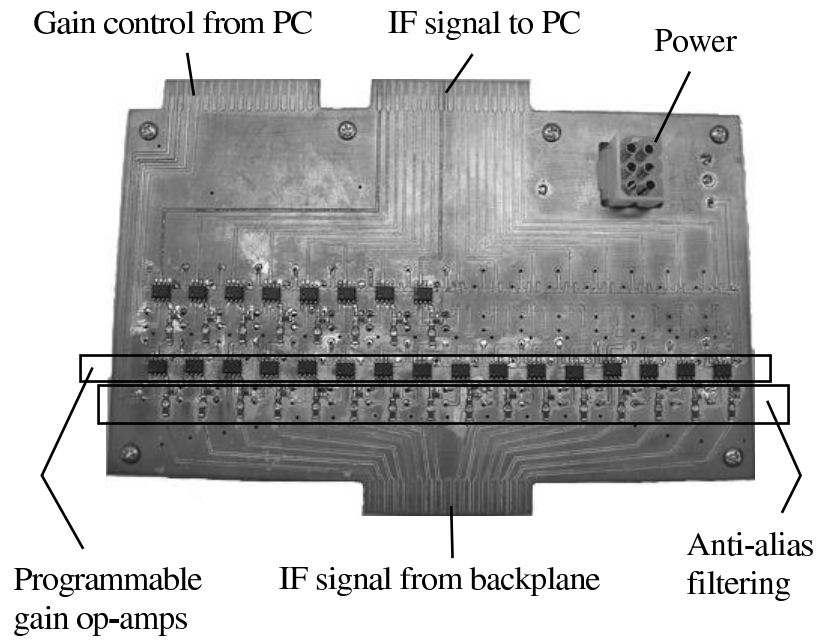 Gain control from PC
IF signal to PC
Power
Programmable
gain op-amps
IF signal from backplane
Anti-alias
filtering